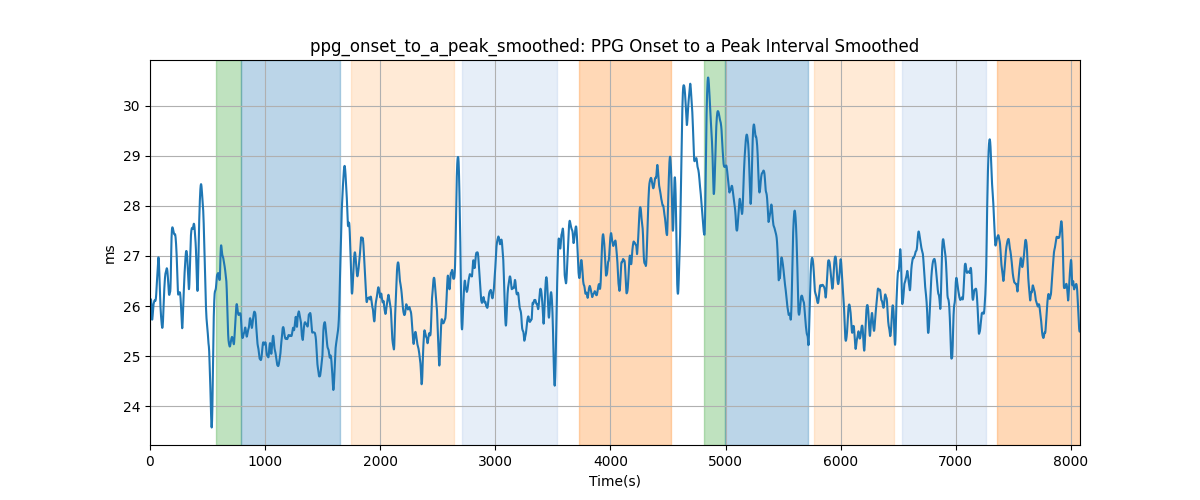 ppg_onset_to_a_peak_smoothed: PPG Onset to a Peak Interval Smoothed
30
29
28
27
26
25
24
ms
0 1000 2000 3000 4000 5000 6000 7000 8000
Time(s)